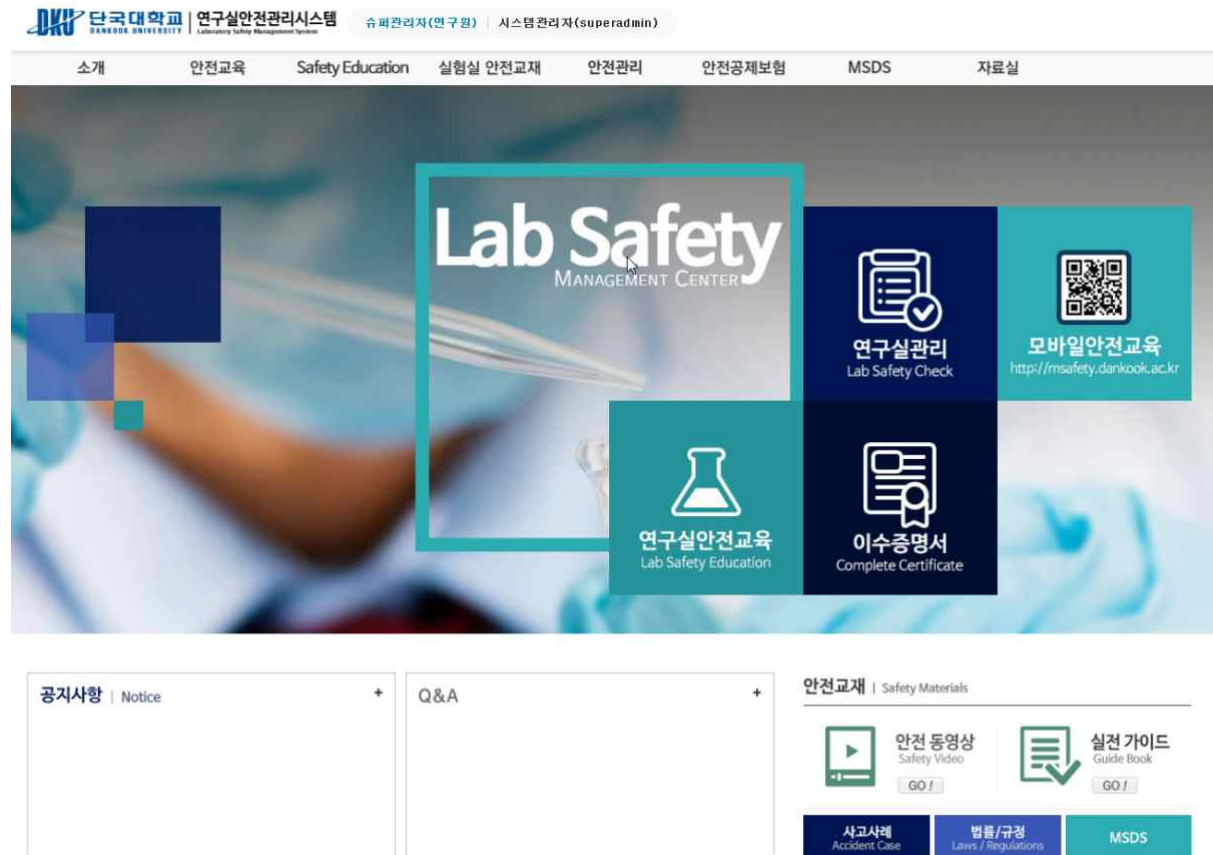 DKU 단국대학교 DANKOOK UNIVERSITY | 연구실안전관리시스템 Laboratory Safety Management System 슈퍼관리자(연구원) | 시스템관리자(superadmin)
소개 안전교육 Safety Education 실험실 안전교재 안전관리 안전공제보험 MSDS 자료실
Lab Safety
MANAGEMENT CENTER
연구실관리
Lab Safety Check
모바일안전교육
http://msafety.dankook.ac.kr
연구실안전교육
Lab Safety Education
이수증명서
Complete Certificate
공지사항 | Notice +
Q&A +
안전교재 | Safety Materials
안전 동영상
Safety Video
GO !
실전 가이드
Guide Book
GO !
사고사례
Accident Case
법률/규정
Laws / Regulations
MSDS